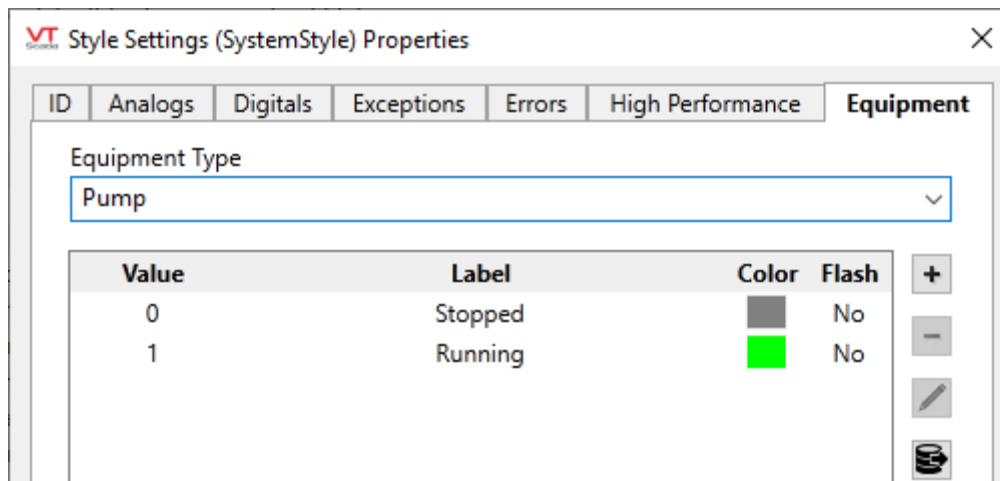 VT
Scada
Style Settings (SystemStyle) Properties
ID Analogs Digitals Exceptions Errors High Performance Equipment
Equipment Type
Pump
Value Label Color Flash
0 Stopped No
1 Running No